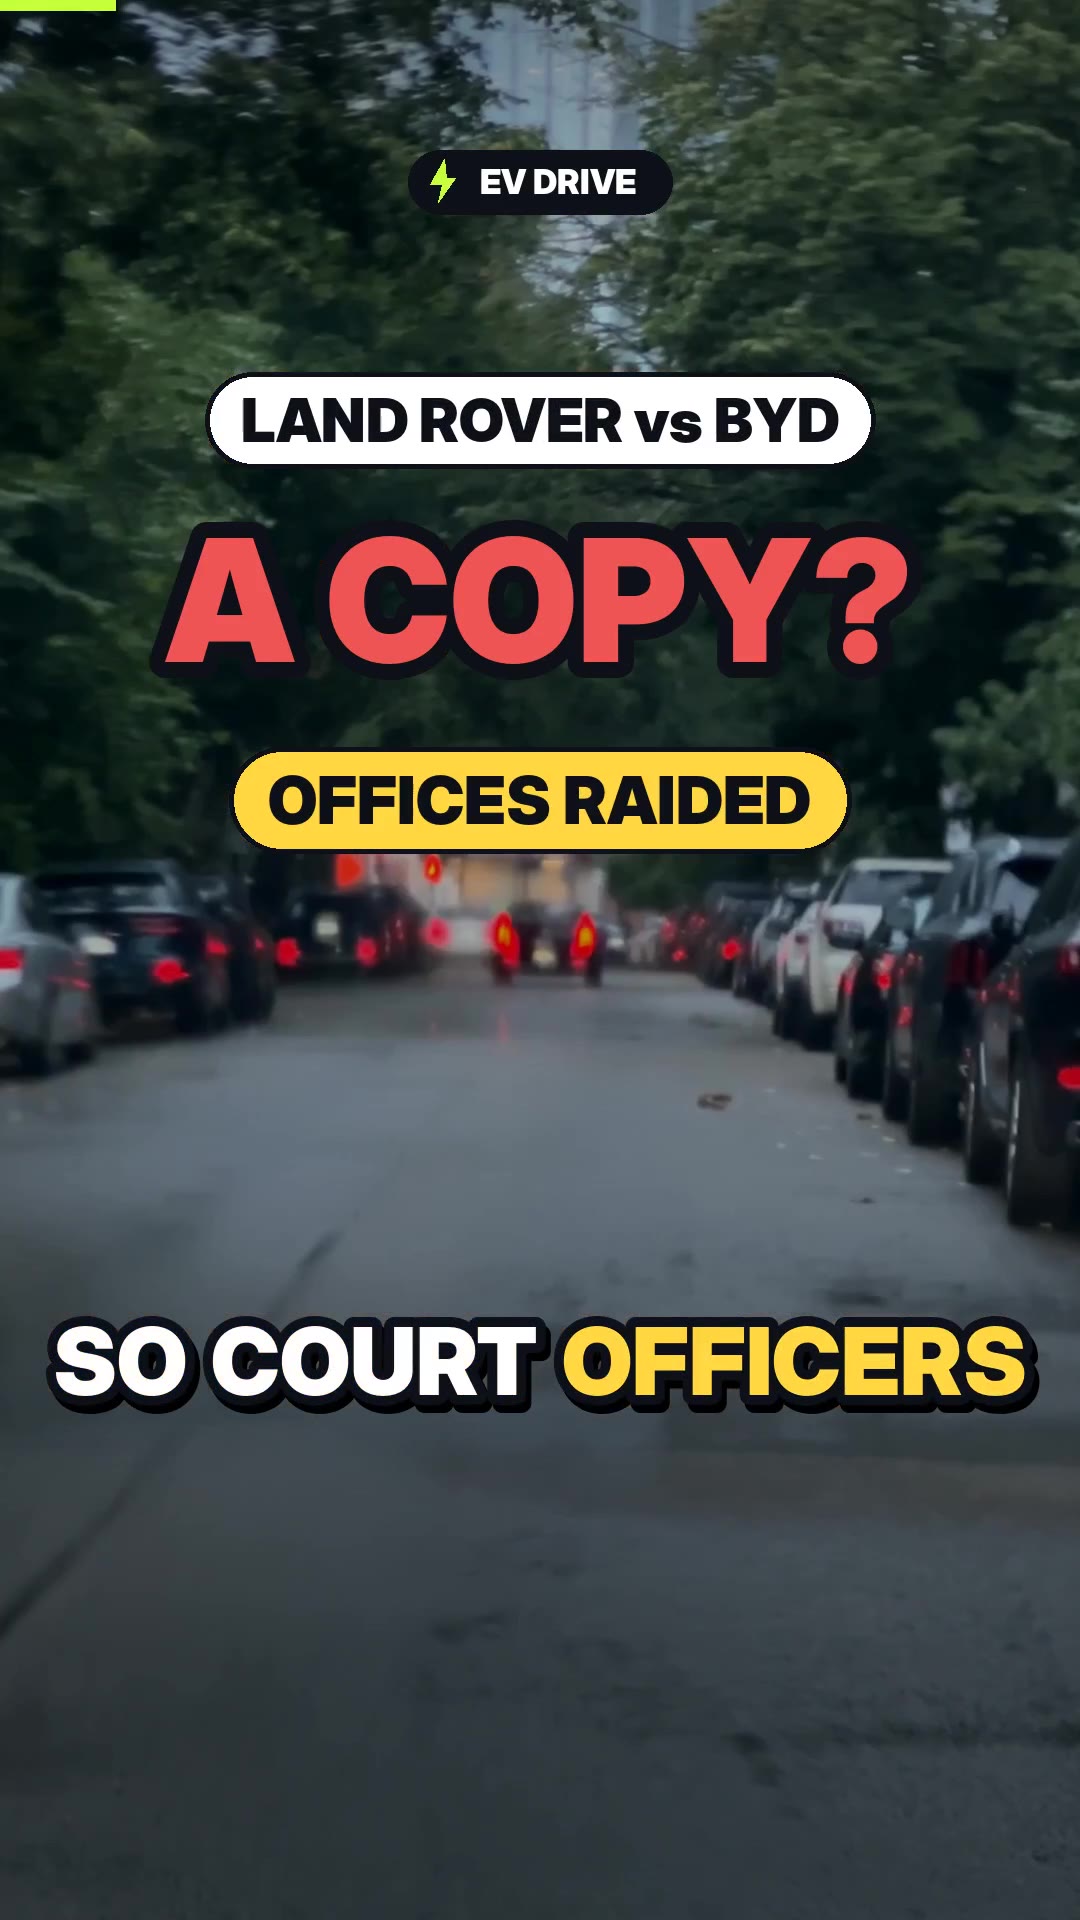 EV DRIVE
LAND ROVER vs BYD
A COPY?
OFFICES RAIDED
SO COURT OFFICERS